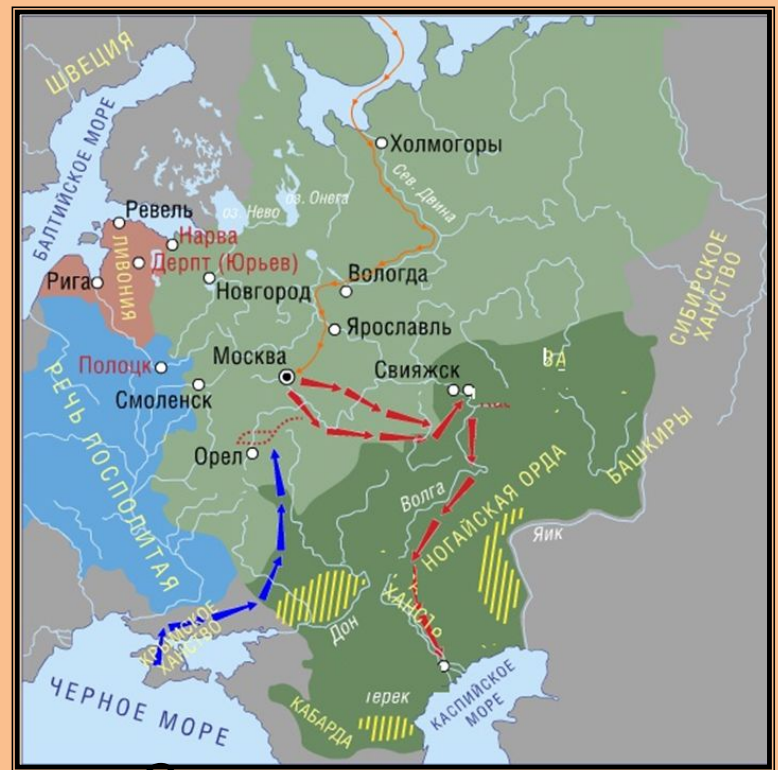 ШВЕЦИЯ
БАЛТИЙСКОЕ МОРЕ
Холмогоры
Сев. Двина
оз. Онега
оз. Нево
Ревель
Нарва
ЛИВОНИЯ
Дерпт (Юрьев)
Рига
Новгород
Вологда
Ярославль
СИБИРСКОЕ
ХАНСТВО
Москва
Свияжск
Полоцк
Смоленск
РЕЧЬ ПОСПОЛИТАЯ
Орел
БАШКИРЫ
НОГАЙСКАЯ ОРДА
Волга
Яик
ХАНСТ
Дон
КРЫМСКОЕ
ХАНСТВО
ЧЕРНОЕ МОРЕ
КАБАРДА
ерек
КАСПИЙСКОЕ
МОРЕ